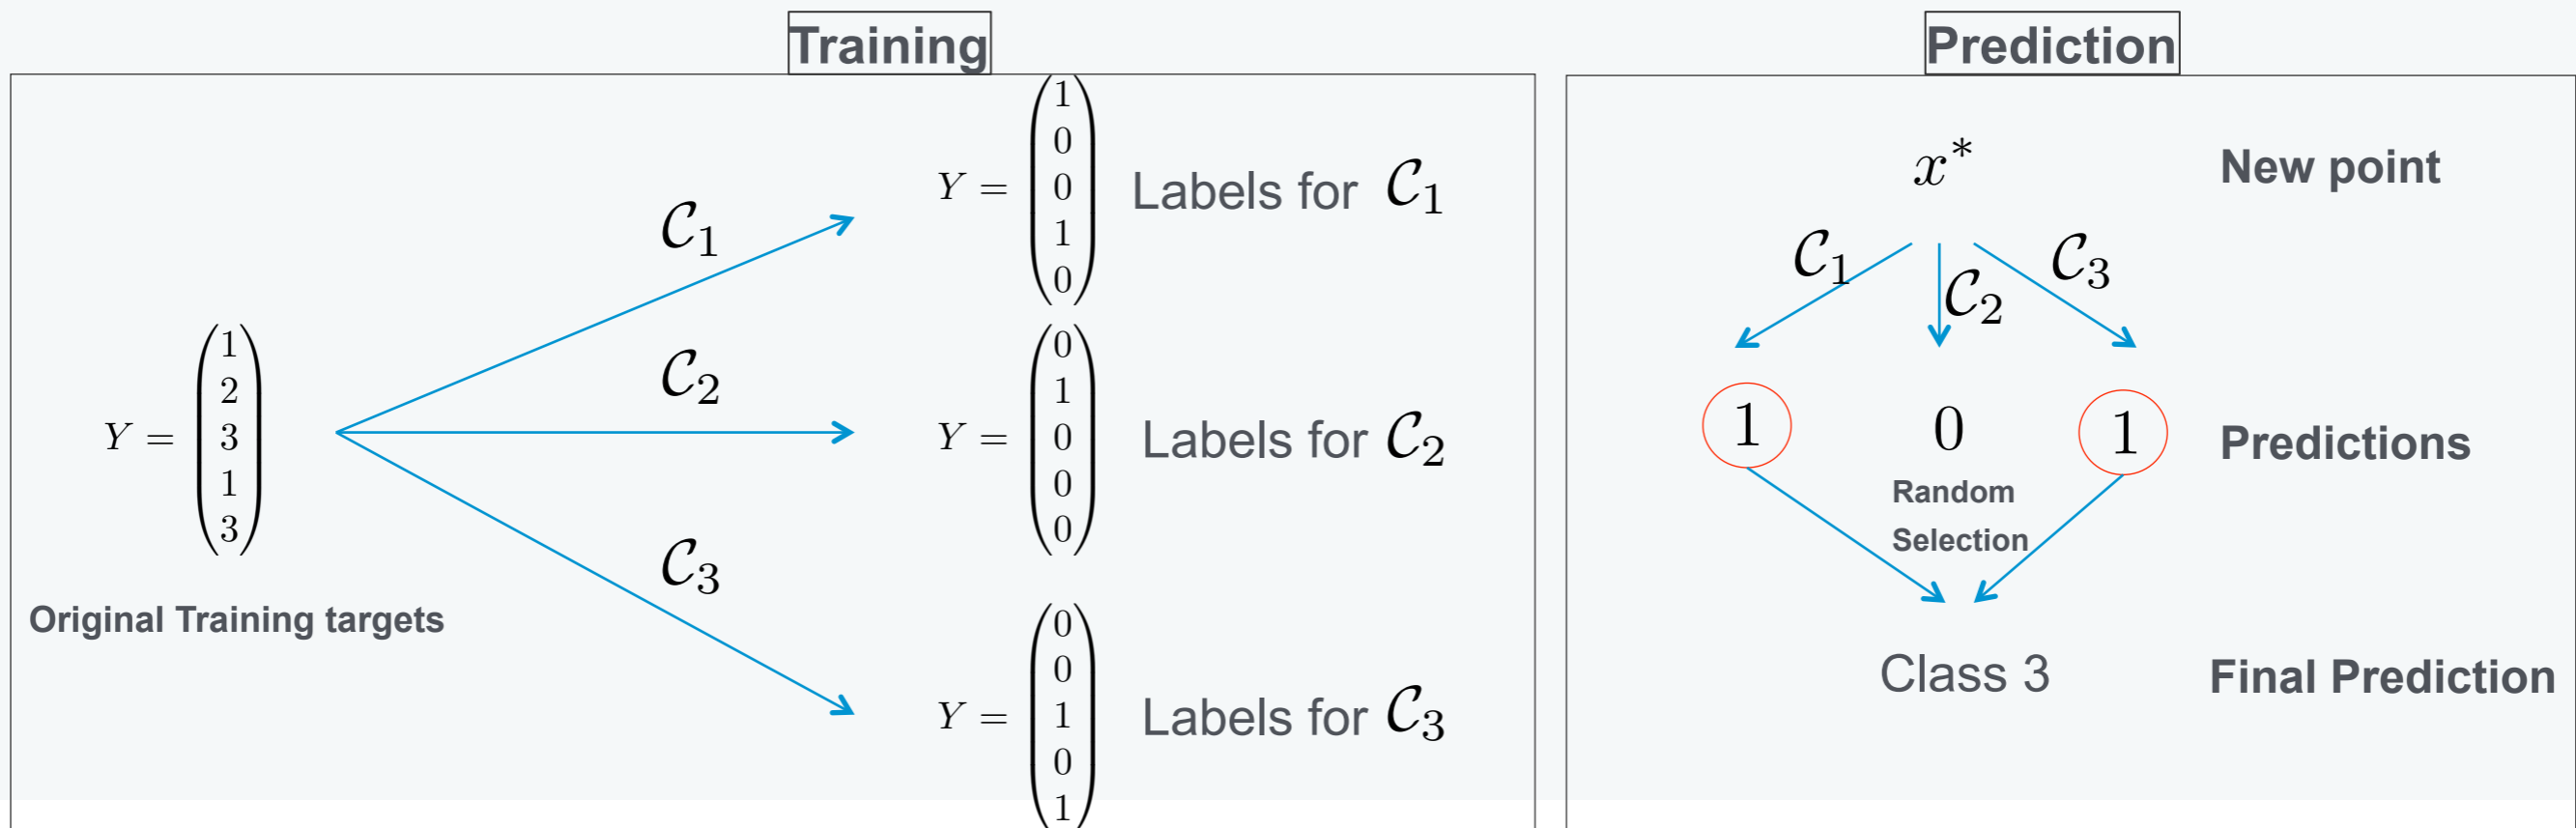 Training
Y = (1 2 3 1 3)
Original Training targets
C₁
C₂
C₃
Y = (1 0 0 1 0) Labels for C₁
Y = (0 1 0 0 0) Labels for C₂
Y = (0 0 1 0 1) Labels for C₃
Prediction
x* New point
C₁ C₂ C₃
1 0 1 Predictions
Random
Selection
Class 3 Final Prediction